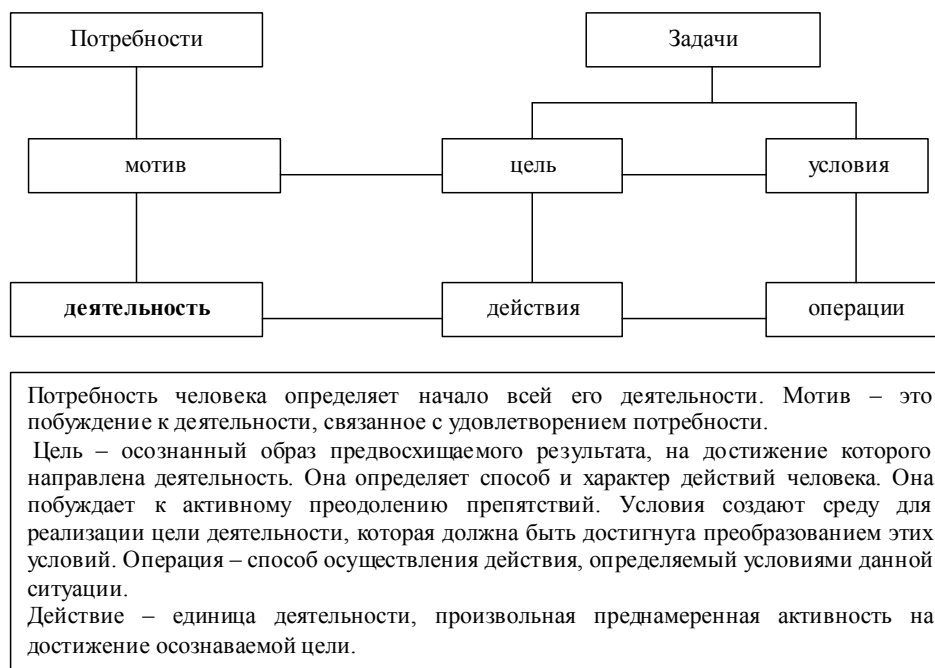 Потребности
Задачи
мотив
цель
условия
деятельность
действия
операции
Потребность человека определяет начало всей его деятельности. Мотив – это
побуждение к деятельности, связанное с удовлетворением потребности.
Цель – осознанный образ предвосхищаемого результата, на достижение которого
направлена деятельность. Она определяет способ и характер действий человека. Она
побуждает к активному преодолению препятствий. Условия создают среду для
реализации цели деятельности, которая должна быть достигнута преобразованием этих
условий. Операция – способ осуществления действия, определяемый условиями данной
ситуации.
Действие – единица деятельности, произвольная преднамеренная активность на
достижение осознаваемой цели.